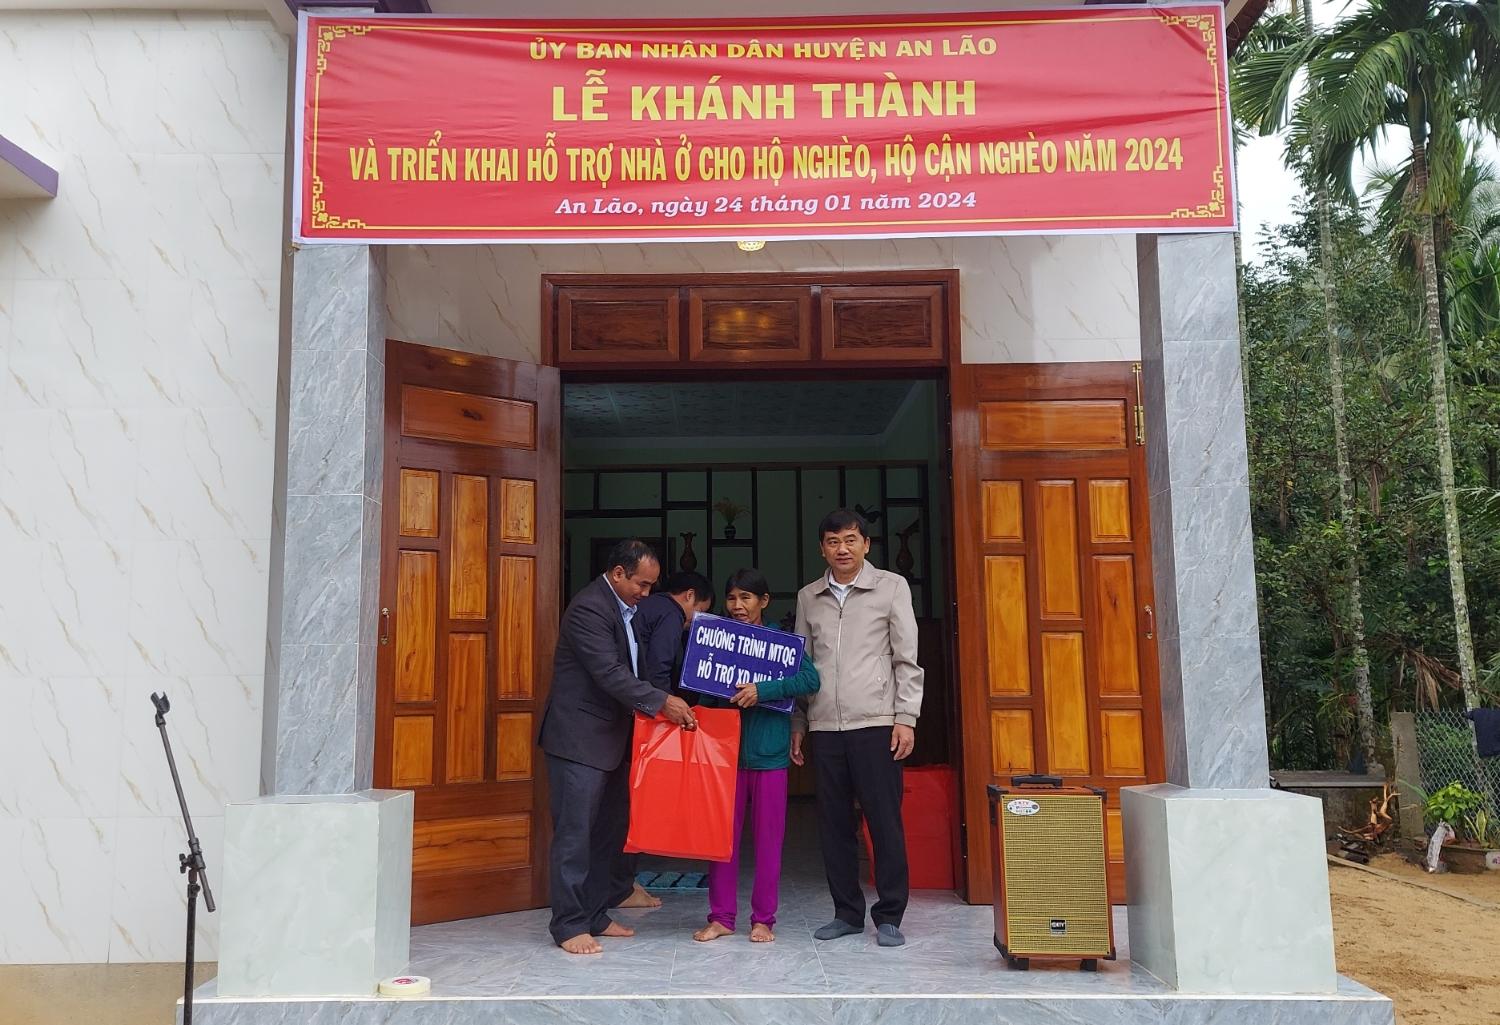 ỦY BAN NHÂN DÂN HUYỆN AN LÃO
LỄ KHÁNH THÀNH
VÀ TRIỂN KHAI HỖ TRỢ NHÀ Ở CHO HỘ NGHÈO, HỘ CẬN NGHÈO NĂM 2024
An Lão, ngày 24 tháng 01 năm 2024
CHƯƠNG TRÌNH MTQG
HỖ TRỢ XD NHÀ Ở